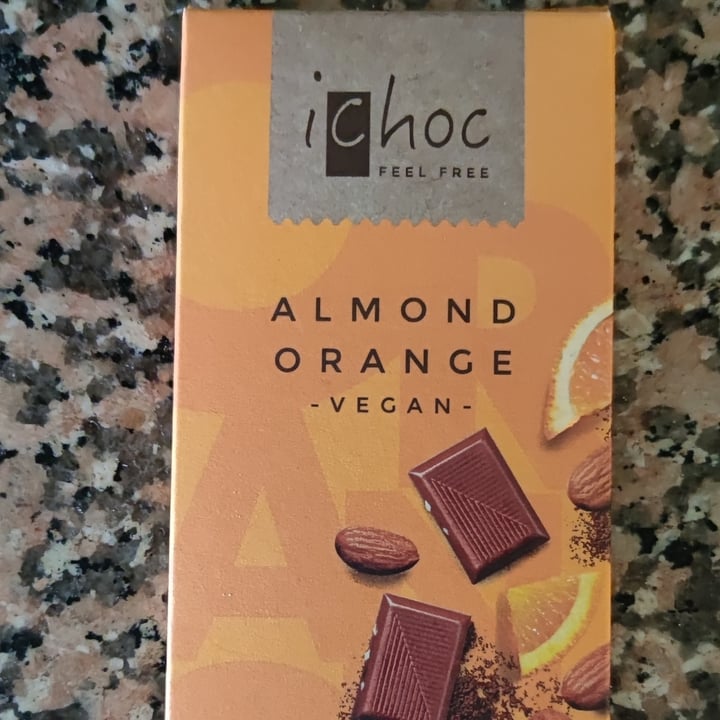 ichoc
FEEL FREE
ALMOND
ORANGE
-VEGAN-